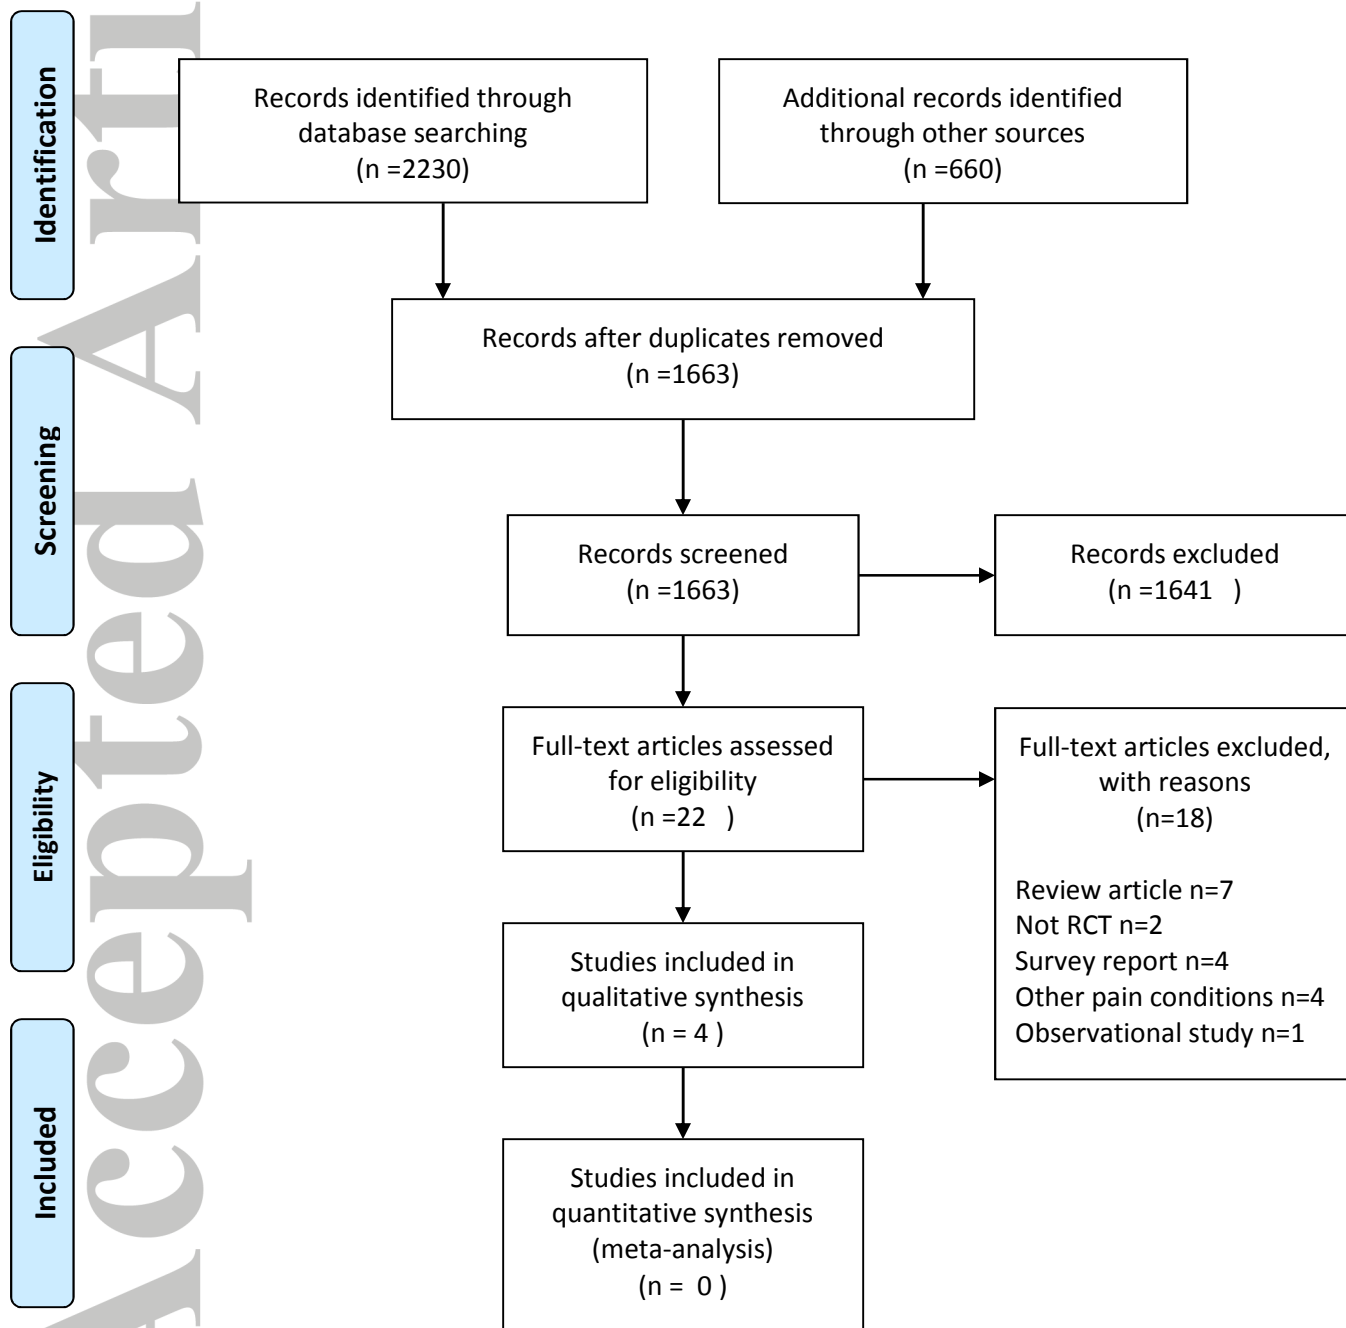 Identification
Records identified through
database searching
(n =2230)
Additional records identified
through other sources
(n =660)
Records after duplicates removed
(n =1663)
Screening
Records screened
(n =1663)
Records excluded
(n =1641   )
Eligibility
Full-text articles assessed
for eligibility
(n =22   )
Full-text articles excluded,
with reasons
(n=18)
Review article n=7
Not RCT n=2
Survey report n=4
Other pain conditions n=4
Observational study n=1
Studies included in
qualitative synthesis
(n = 4 )
Included
Studies included in
quantitative synthesis
(meta-analysis)
(n =  0 )
Accepted Arti